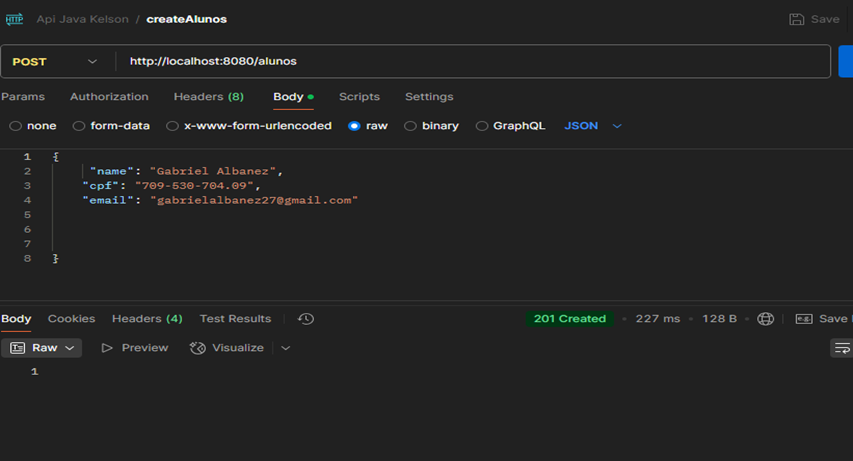 HTTP Api Java Kelson / createAlunos Save
POST http://localhost:8080/alunos
Params Authorization Headers (8) Body Scripts Settings
none form-data x-www-form-urlencoded raw binary GraphQL JSON
1 {
2 "name": "Gabriel Albanez",
3 "cpf": "709-530-704.09",
4 "email": "gabrielalbanez27@gmail.com"
5
6
7
8 }
Body Cookies Headers (4) Test Results 201 Created 227 ms 128 B e.g. Save
Raw Preview Visualize
1